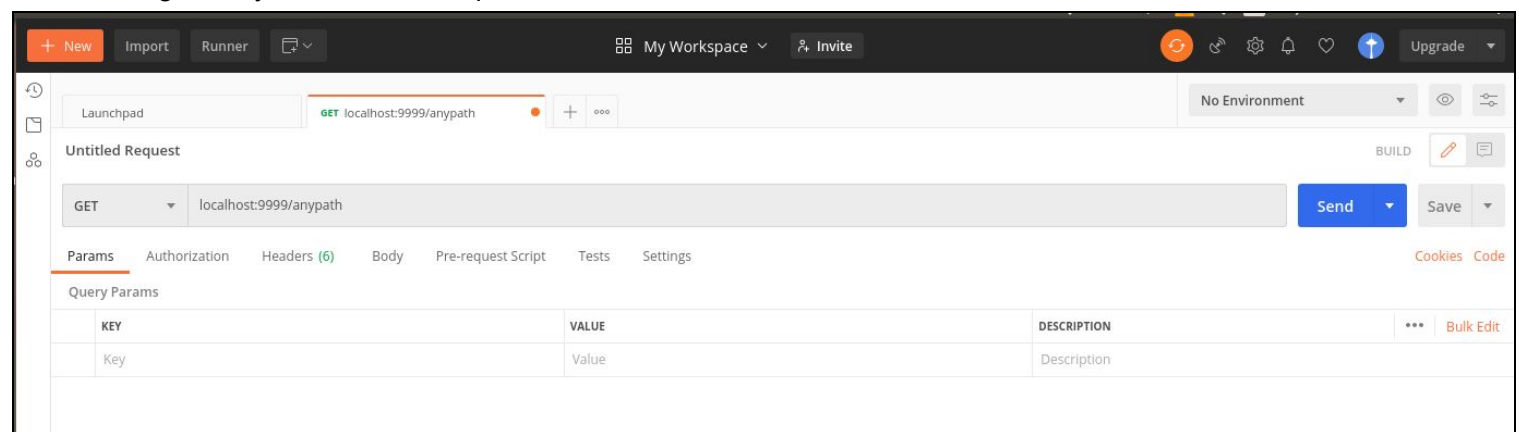 + New Import Runner My Workspace Invite Upgrade
Launchpad GET localhost:9999/anypath + ooo No Environment
Untitled Request BUILD
GET localhost:9999/anypath Send Save
Params Authorization Headers (6) Body Pre-request Script Tests Settings Cookies Code
Query Params
KEY VALUE DESCRIPTION ••• Bulk Edit
Key Value Description